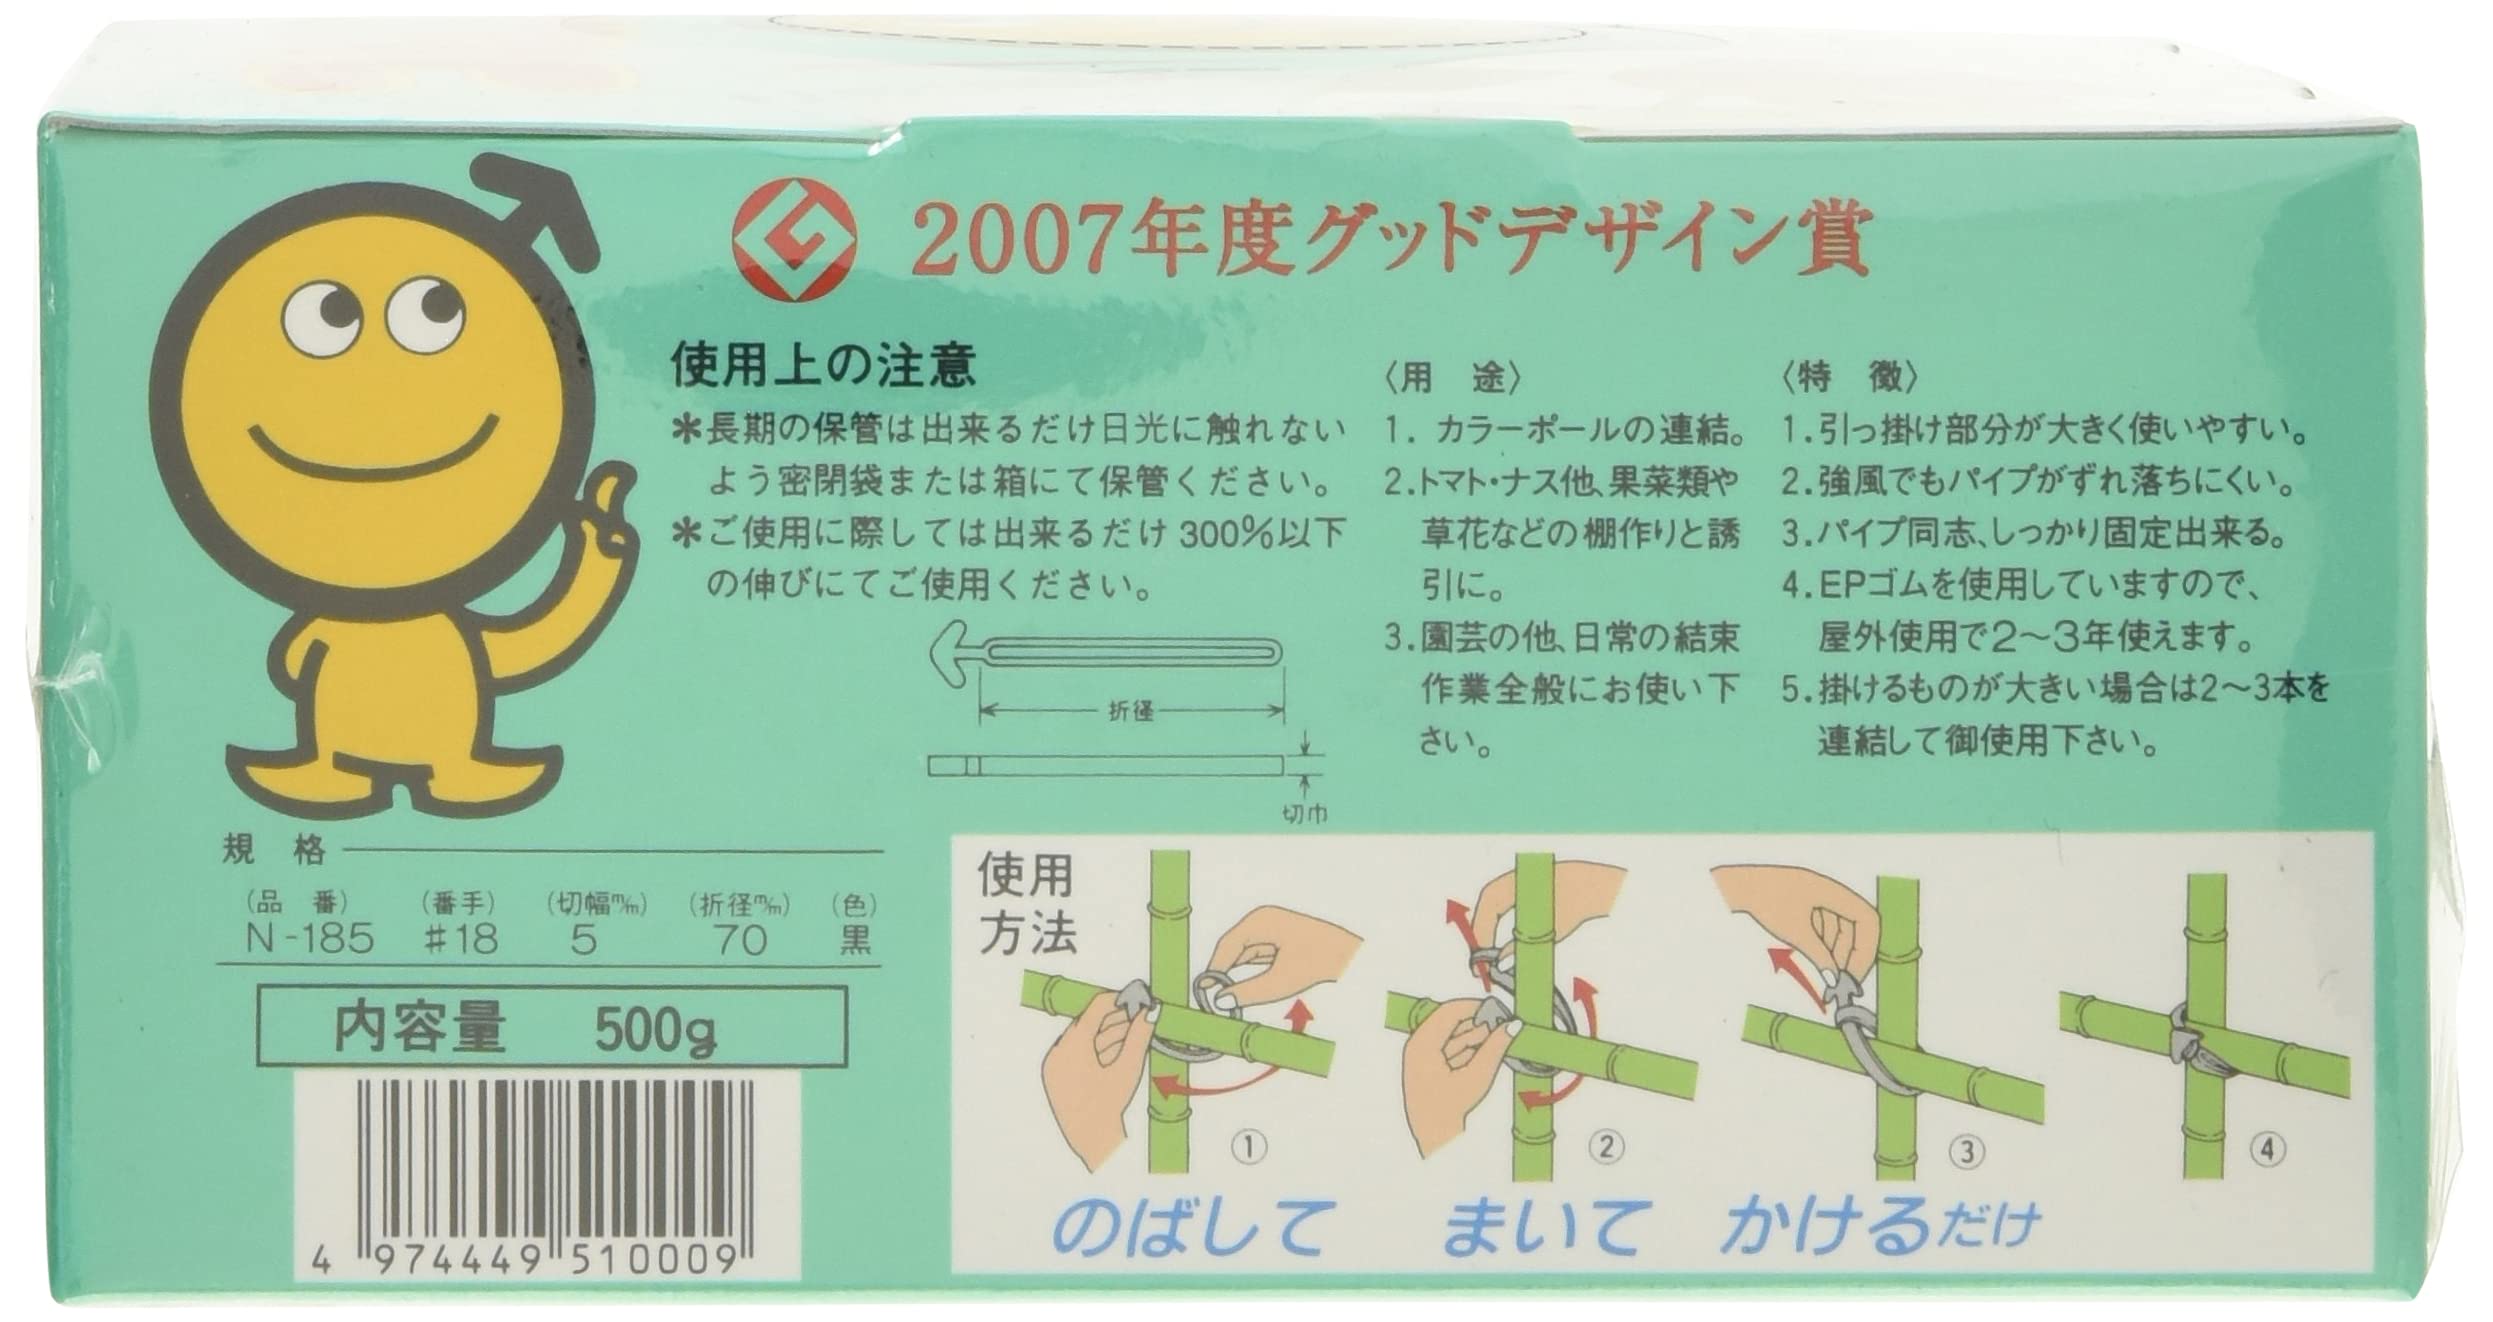 2007年度グッドデザイン賞
使用上の注意
＊長期の保管は出来るだけ日光に触れない
よう密閉袋または箱にて保管ください。
＊ご使用に際しては出来るだけ300％以下
の伸びにてご使用ください。
折径
切巾
〈用　途〉
1. カラーポールの連結。
2.トマト・ナス他、果菜類や
草花などの棚作りと誘
引に。
3.園芸の他、日常の結束
作業全般にお使い下
さい。
〈特　徴〉
1.引っ掛け部分が大きく使いやすい。
2.強風でもパイプがずれ落ちにくい。
3.パイプ同志、しっかり固定出来る。
4.EPゴムを使用していますので、
屋外使用で2〜3年使えます。
5.掛けるものが大きい場合は2〜3本を
連結して御使用下さい。
規　格
(品　番) (番手) (切幅m/m) (折径m/m) (色)
N-185 #18 5 70 黒
内容量 500g
4 974449 510009
使用
方法
① ② ③ ④
のばして まいて かけるだけ